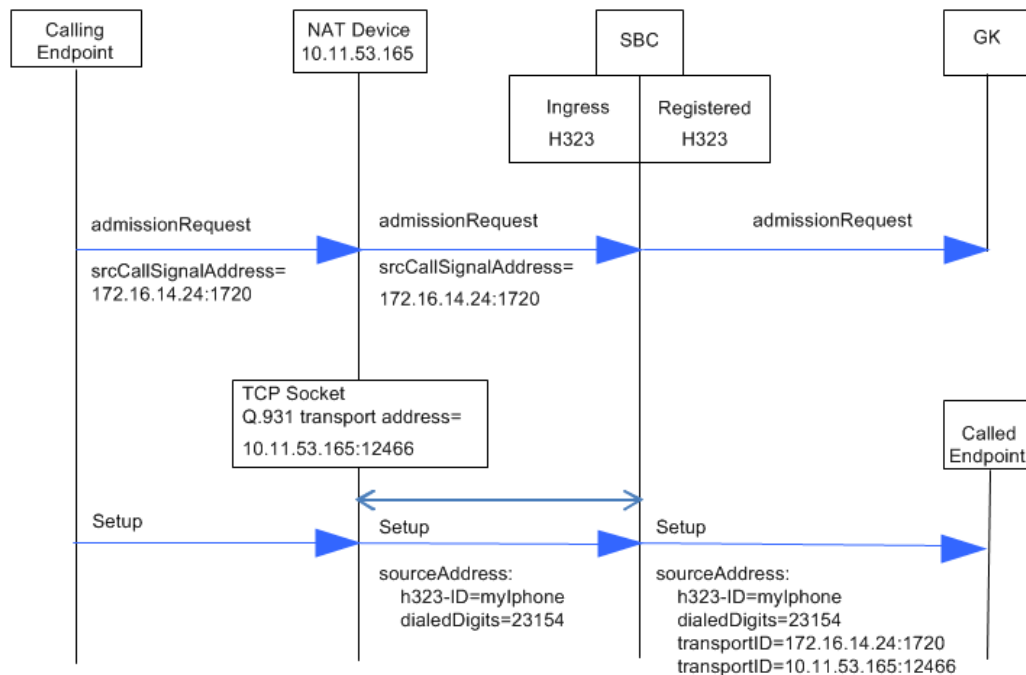 Calling
Endpoint
NAT Device
10.11.53.165
SBC
GK
Ingress
H323
Registered
H323
admissionRequest
admissionRequest
admissionRequest
srcCallSignalAddress=
172.16.14.24:1720
srcCallSignalAddress=
172.16.14.24:1720
TCP Socket
Q.931 transport address=
10.11.53.165:12466
Called
Endpoint
Setup
Setup
Setup
sourceAddress:
h323-ID=myIphone
dialedDigits=23154
sourceAddress:
h323-ID=myIphone
dialedDigits=23154
transportID=172.16.14.24:1720
transportID=10.11.53.165:12466